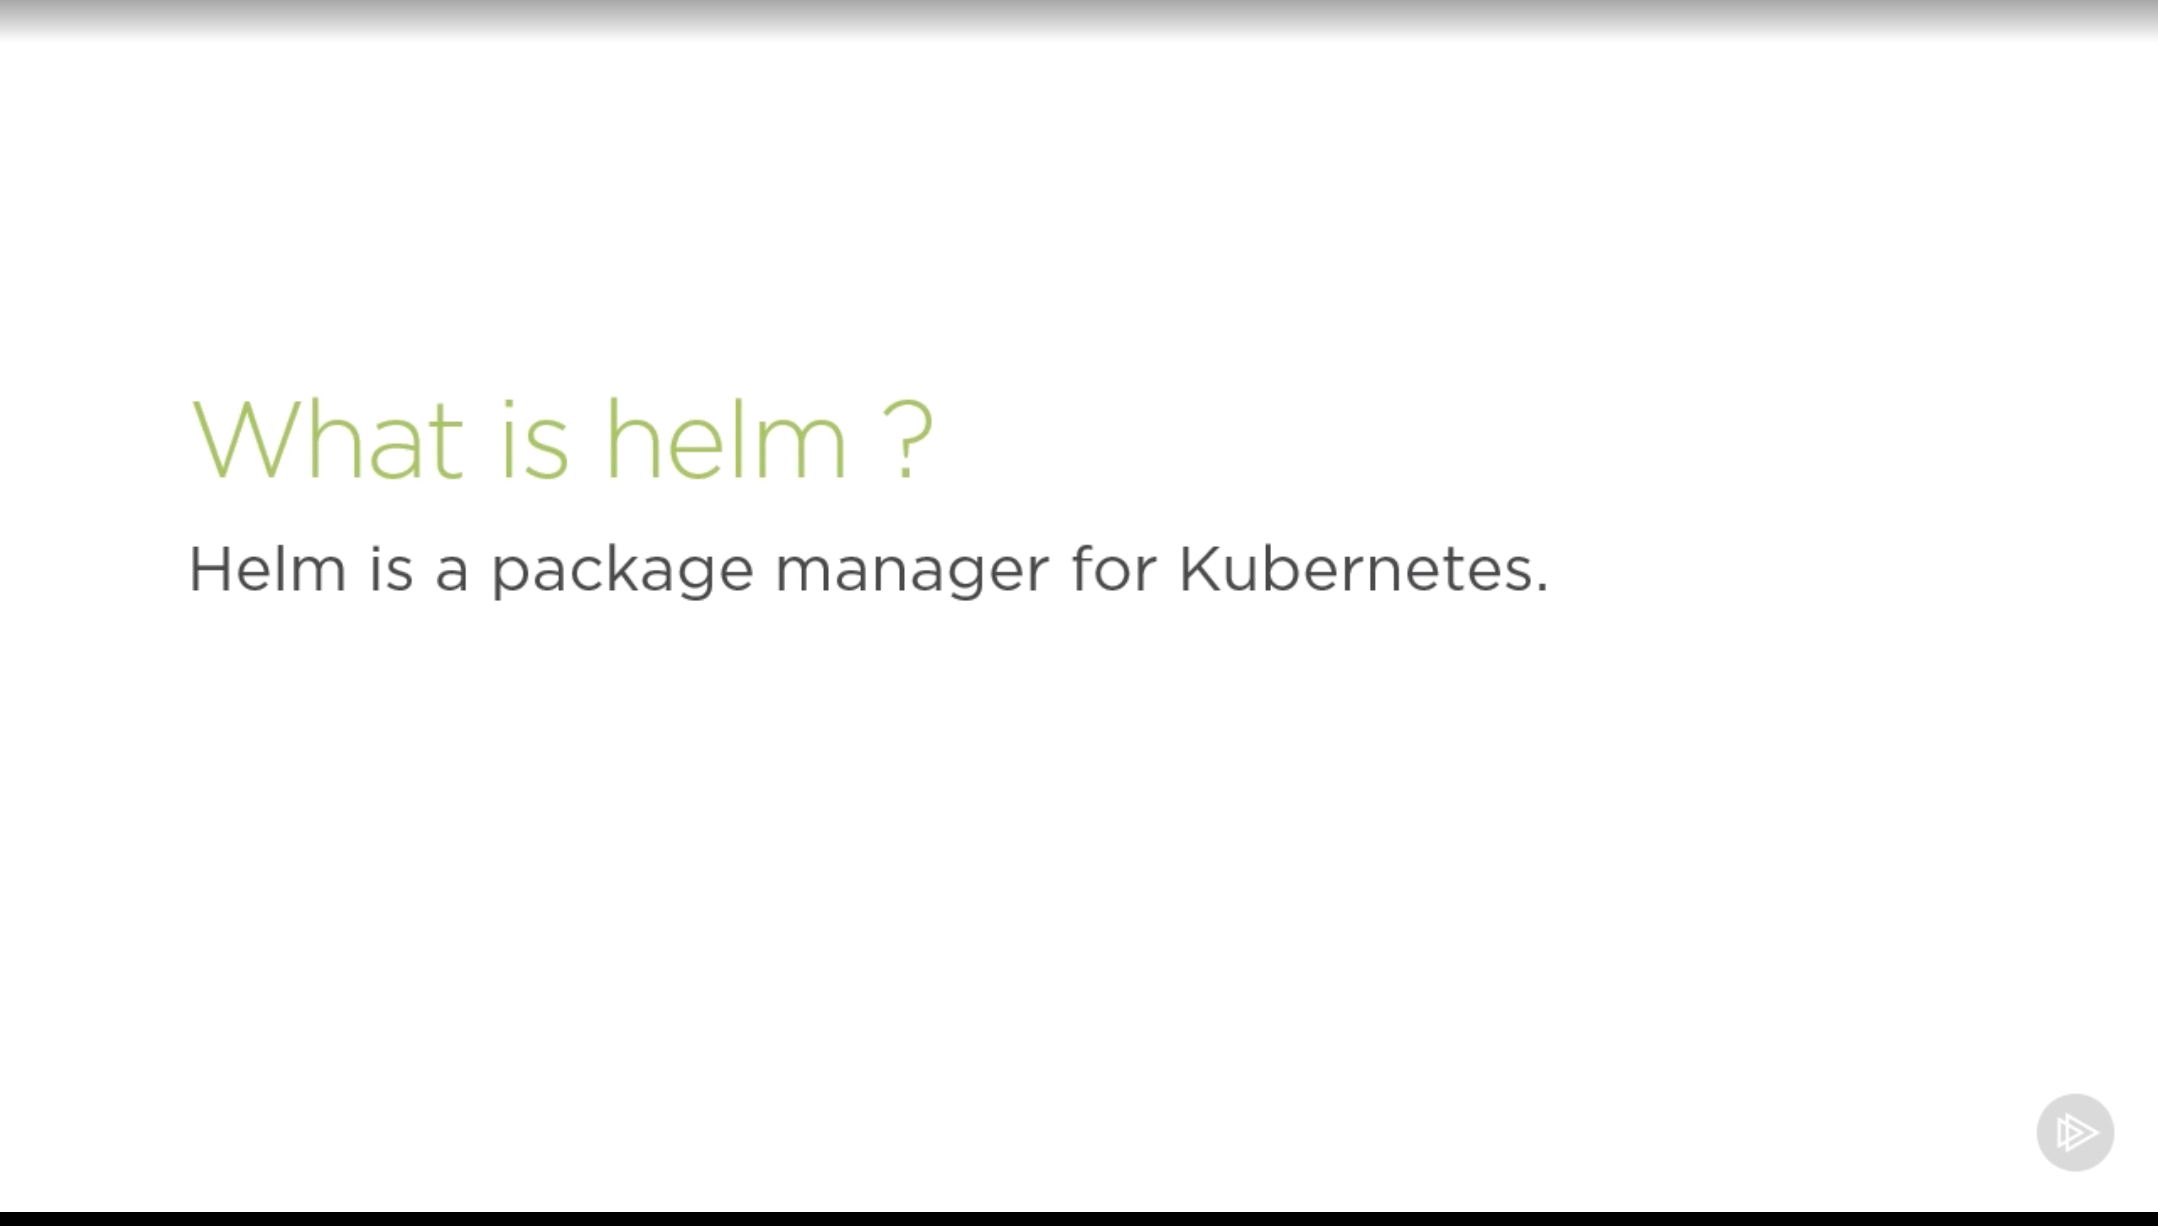 What is helm ?
Helm is a package manager for Kubernetes.